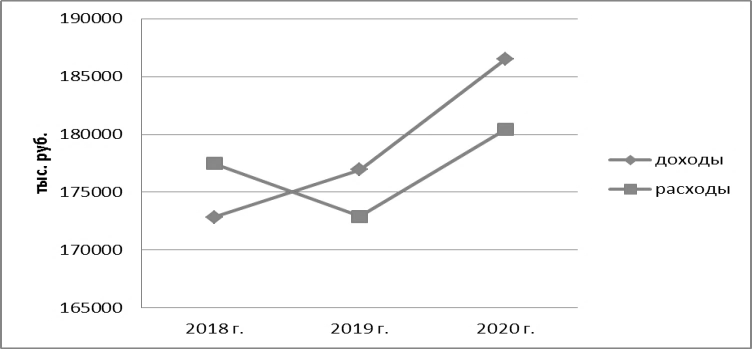 190000
185000
180000
175000
170000
165000
тыс. руб.
2018 г.
2019 г.
2020 г.
доходы
расходы